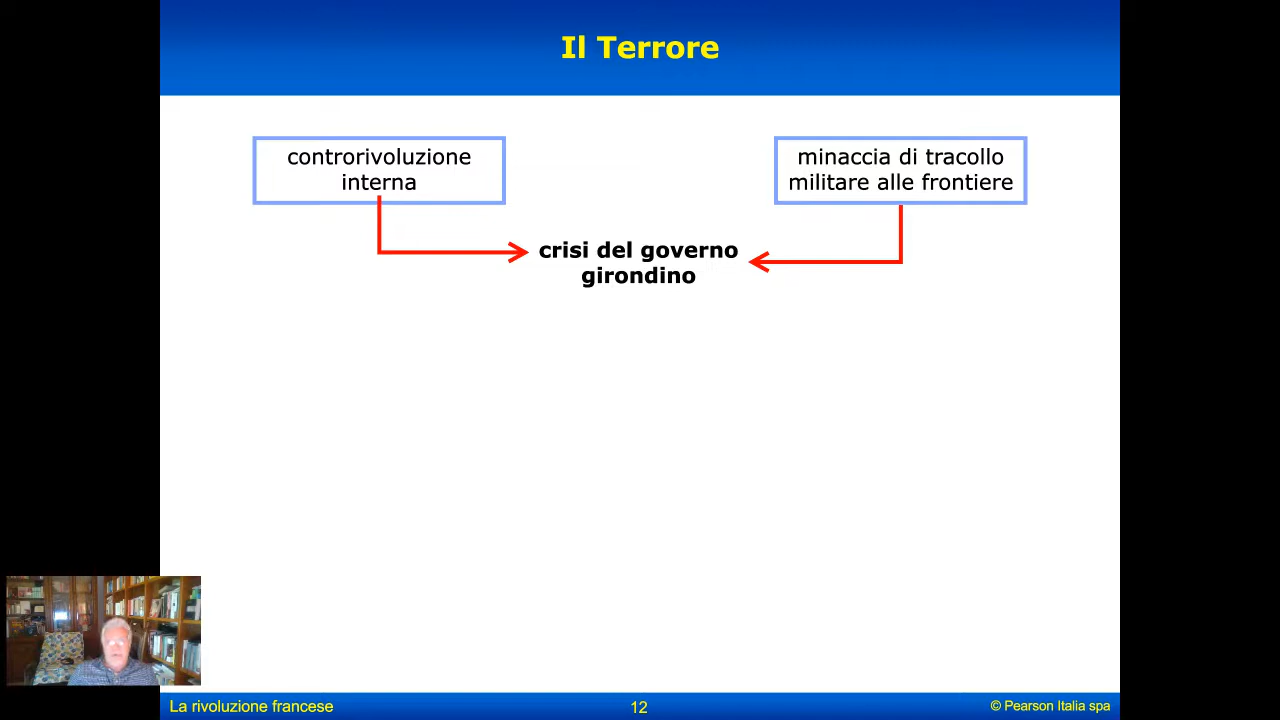 Il Terrore
controrivoluzione
interna
minaccia di tracollo
militare alle frontiere
crisi del governo
girondino
La rivoluzione francese
12
© Pearson Italia spa